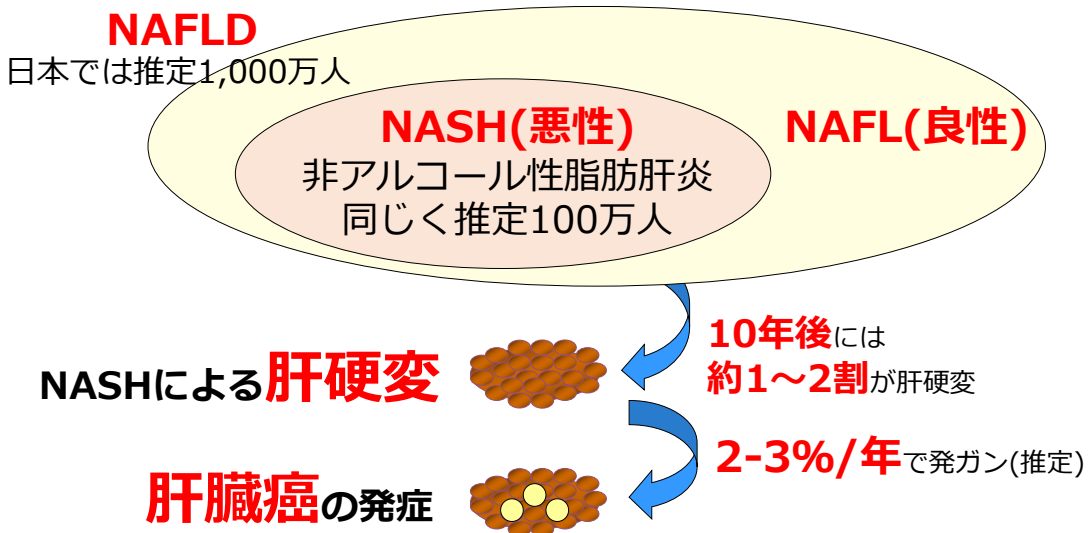 NAFLD
日本では推定1,000万人
NASH(悪性)
NAFL(良性)
非アルコール性脂肪肝炎
同じく推定100万人
10年後には
約1~2割が肝硬変
NASHによる肝硬変
2-3%/年で発ガン(推定)
肝臓癌の発症